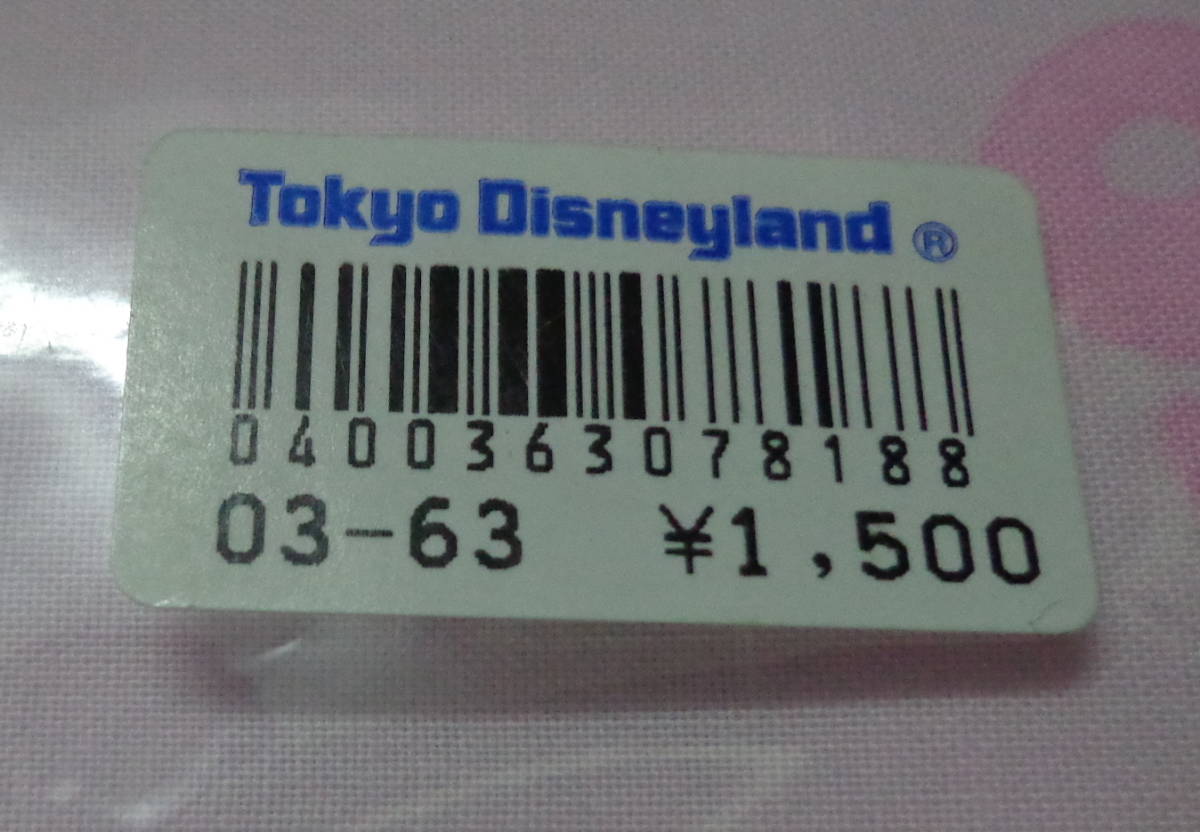 Tokyo Disneyland ®
0400363078188
03-63 ¥1,500